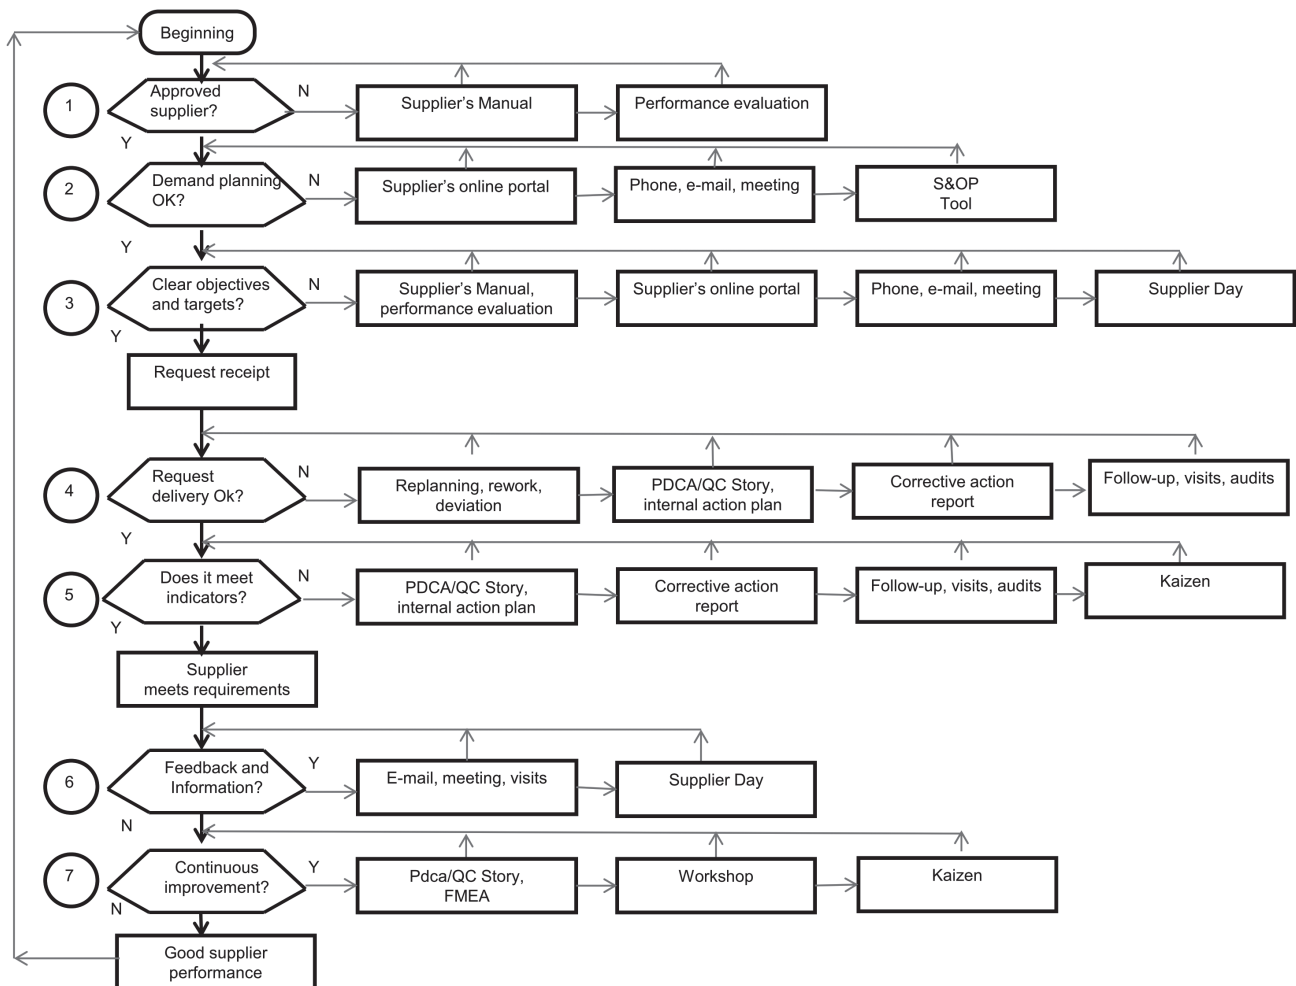 Beginning
1
Approved
supplier?
N
Supplier's Manual
Performance evaluation
Y
2
Demand planning
OK?
N
Supplier's online portal
Phone, e-mail, meeting
S&OP
Tool
Y
3
Clear objectives
and targets?
N
Supplier's Manual,
performance evaluation
Supplier's online portal
Phone, e-mail, meeting
Supplier Day
Y
Request receipt
4
Request
delivery Ok?
N
Replanning, rework,
deviation
PDCA/QC Story,
internal action plan
Corrective action
report
Follow-up, visits, audits
Y
5
Does it meet
indicators?
N
PDCA/QC Story,
internal action plan
Corrective action
report
Follow-up, visits, audits
Kaizen
Y
Supplier
meets requirements
6
Feedback and
Information?
Y
E-mail, meeting, visits
Supplier Day
N
7
Continuous
improvement?
Y
Pdca/QC Story,
FMEA
Workshop
Kaizen
N
Good supplier
performance